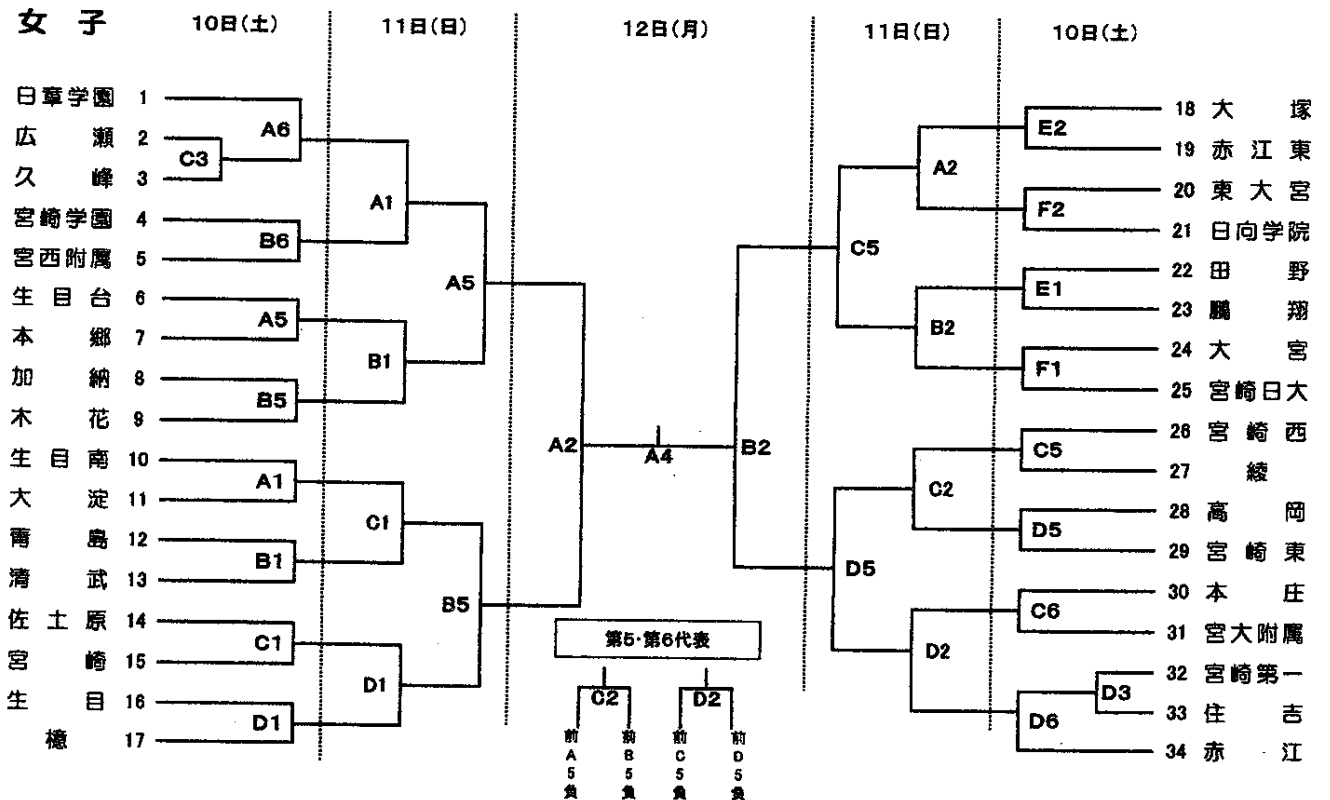 女子 10日(土) 11日(日) 12日(月) 11日(日) 10日(土)
日章学園 1
広瀬 2
久峰 3
宮崎学園 4
宮西附属 5
生目台 6
本郷 7
加納 8
木花 9
生目南 10
大淀 11
青島 12
清武 13
佐土原 14
宮崎 15
生目 16
檍 17
C3
A6
B6
A5
B5
A1
B1
C1
D1
A1
B1
C1
D1
A5
B5
A2
A4
B2
C5
D5
A2
B2
C2
D2
E2
F2
E1
F1
C5
D5
C6
D3
D6
18 大塚
19 赤江東
20 東大宮
21 日向学院
22 田野
23 鵬翔
24 大宮
25 宮崎日大
26 宮崎西
27 綾
28 高岡
29 宮崎東
30 本庄
31 宮大附属
32 宮崎第一
33 住吉
34 赤江
第5・第6代表
C2 D2
前A5負
前B5負
前C5負
前D5負